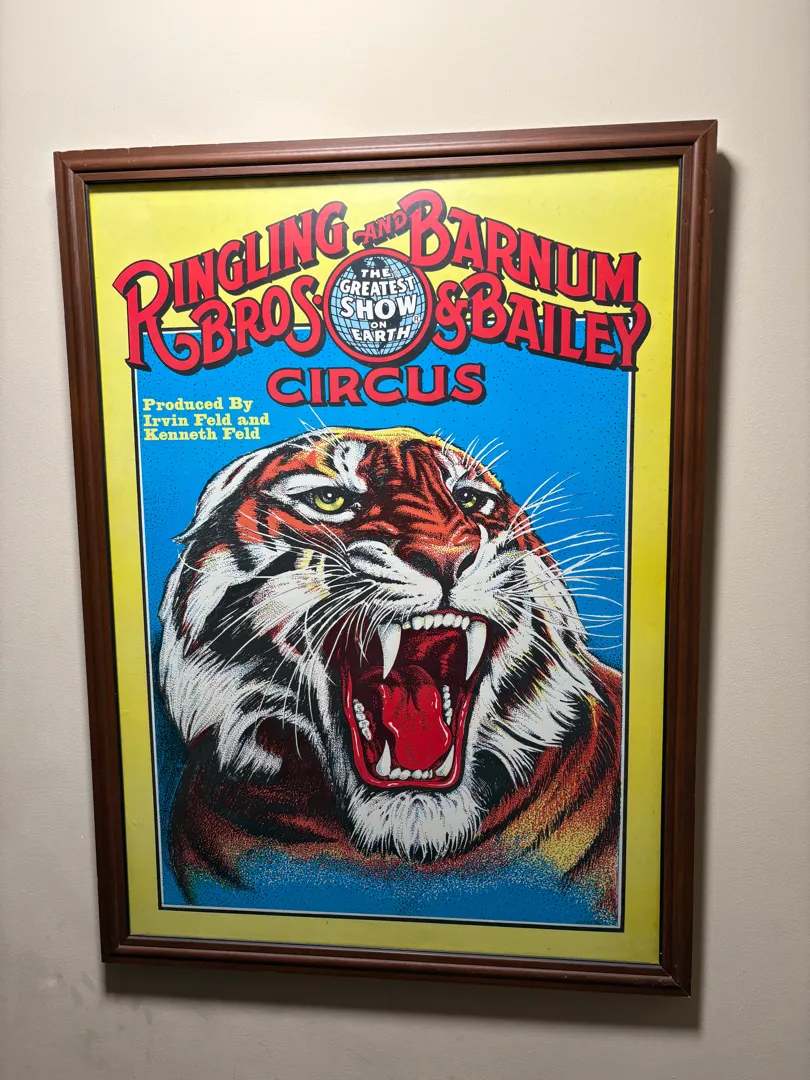 RINGLING AND BARNUM
BROS. & BAILEY
THE
GREATEST
SHOW
ON
EARTH
®
CIRCUS
Produced By
Irvin Feld and
Kenneth Feld